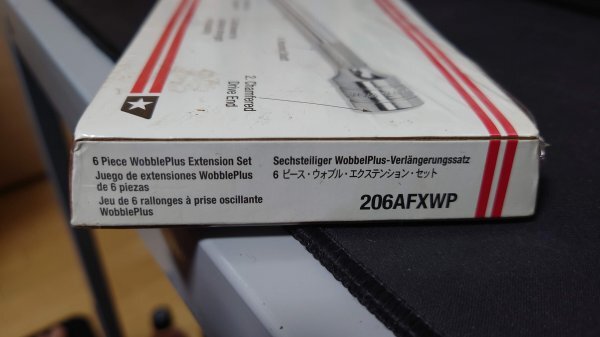 2. Chamfered
Drive End
6 Piece WobblePlus Extension Set
Juego de extensiones WobblePlus
de 6 piezas
Jeu de 6 rallonges à prise oscillante
WobblePlus
Sechsteiliger WobbelPlus-Verlängerungssatz
6 ピース・ウォブル・エクステンション・セット
206AFXWP